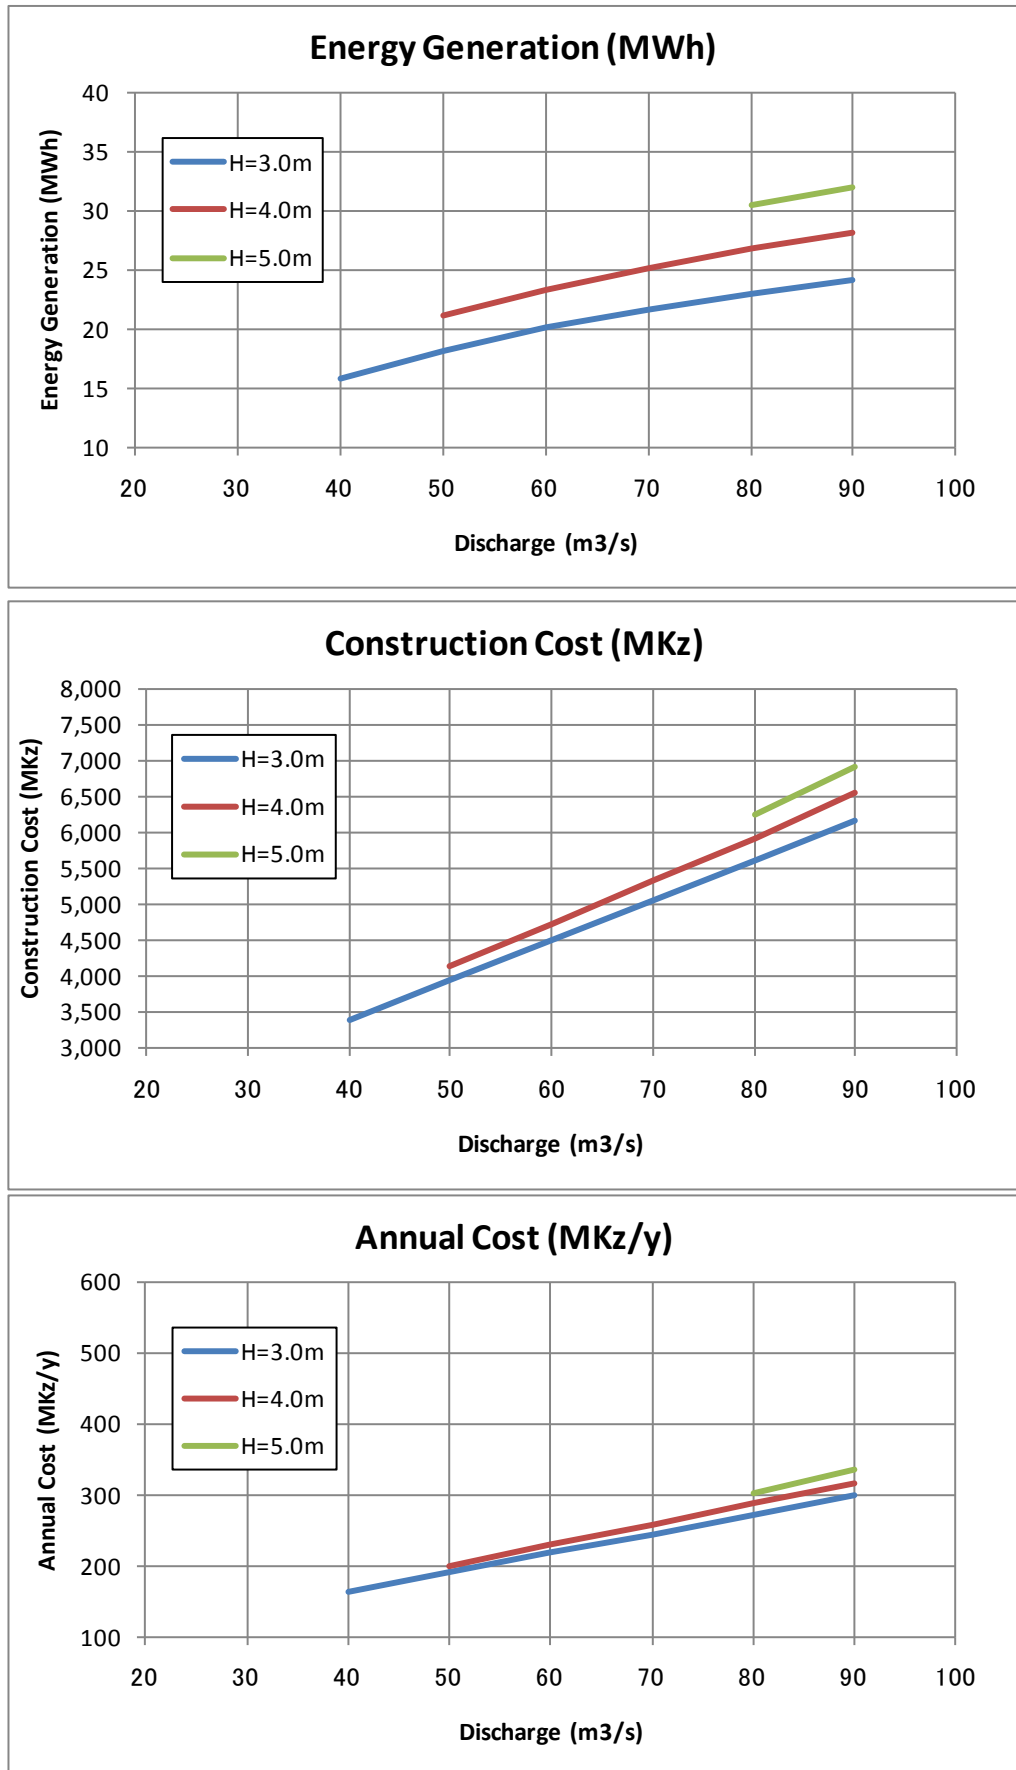 Energy Generation (MWh)
40
35
30
25
20
15
10
Energy Generation (MWh)
H=3.0m
H=4.0m
H=5.0m
20 30 40 50 60 70 80 90 100
Discharge (m3/s)
Construction Cost (MKz)
8,000
7,500
7,000
6,500
6,000
5,500
5,000
4,500
4,000
3,500
3,000
Construction Cost (MKz)
H=3.0m
H=4.0m
H=5.0m
20 30 40 50 60 70 80 90 100
Discharge (m3/s)
Annual Cost (MKz/y)
600
500
400
300
200
100
Annual Cost (MKz/y)
H=3.0m
H=4.0m
H=5.0m
20 30 40 50 60 70 80 90 100
Discharge (m3/s)